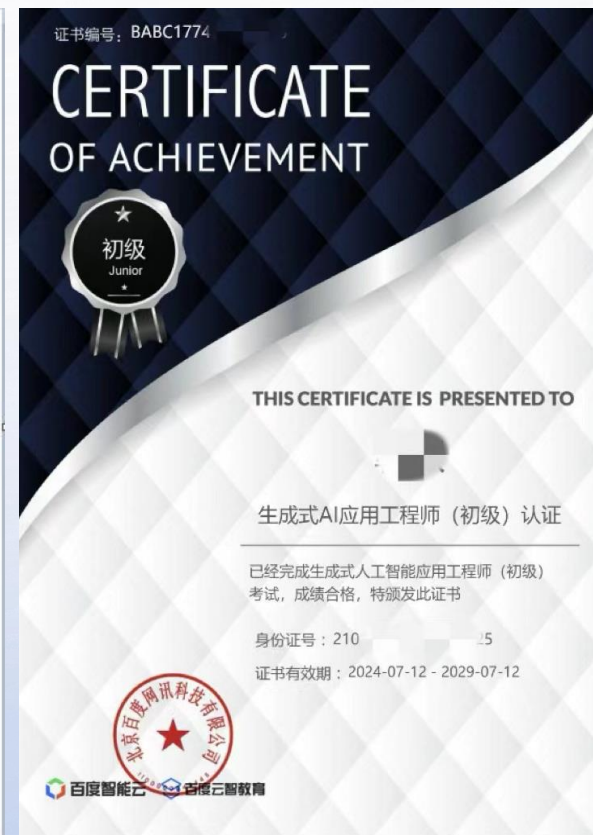 证书编号：BABC1774
CERTIFICATE
OF ACHIEVEMENT
初级
Junior
THIS CERTIFICATE IS PRESENTED TO
生成式AI应用工程师（初级）认证
已经完成生成式人工智能应用工程师（初级）
考试，成绩合格，特颁发此证书
身份证号：210 25
证书有效期：2024-07-12 - 2029-07-12
北京百度网讯科技有限公司
百度智能云 百度云智教育